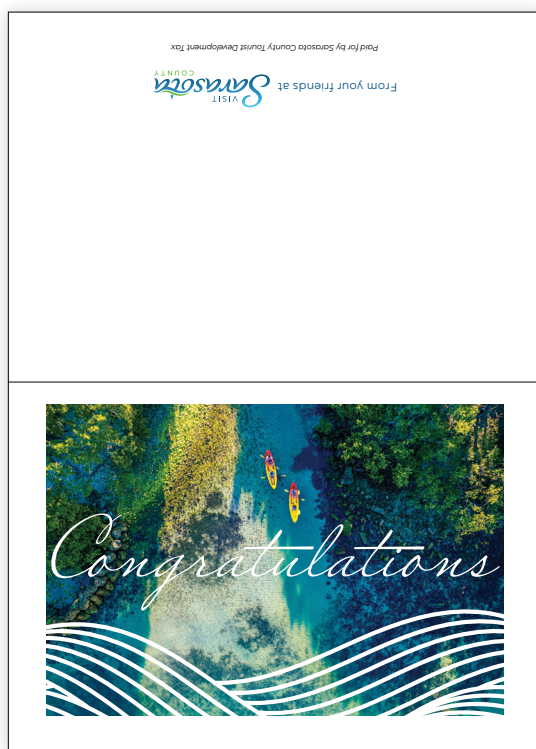 Paid for by Sarasota County Tourist Development Tax
From your friends at VISIT Sarasota COUNTY
Congratulations